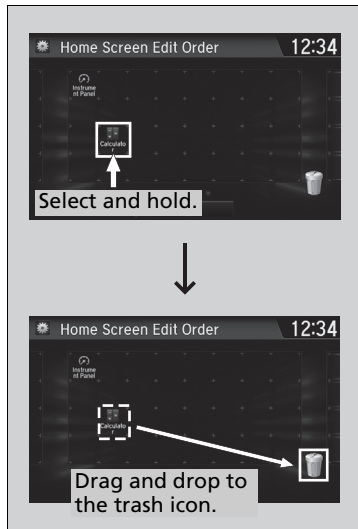 Home Screen Edit Order
12:34
Instrume
nt Panel
Calculato
r
Select and hold.
Home Screen Edit Order
12:34
Instrume
nt Panel
Calculato
r
Drag and drop to
the trash icon.